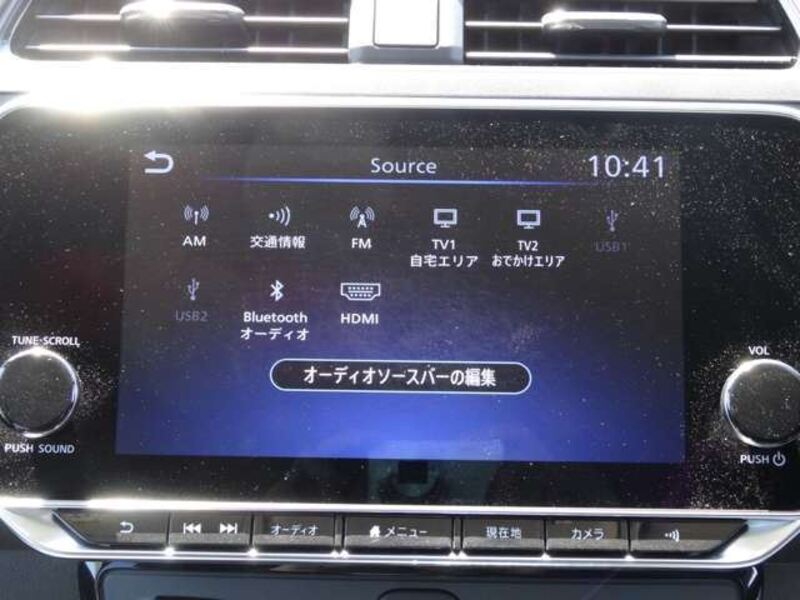 Source
10:41
AM
交通情報
FM
TV1
自宅エリア
TV2
おでかけエリア
USB1
USB2
Bluetooth
オーディオ
HDMI
オーディオソースバーの編集
TUNE·SCROLL
PUSH SOUND
VOL
PUSH
オーディオ
メニュー
現在地
カメラ